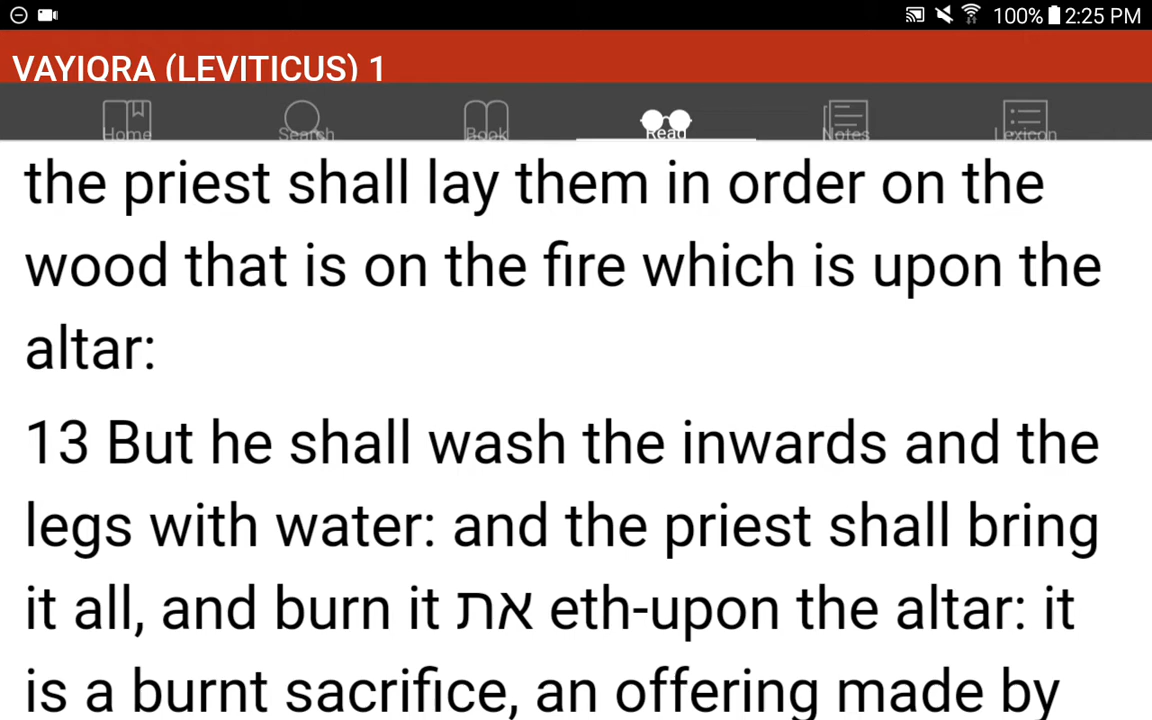 100% 2:25 PM
VAYIQRA (LEVITICUS) 1
Home Search Book Read Notes Lexicon
the priest shall lay them in order on the
wood that is on the fire which is upon the
altar:
13 But he shall wash the inwards and the
legs with water: and the priest shall bring
it all, and burn it את eth-upon the altar: it
is a burnt sacrifice, an offering made by